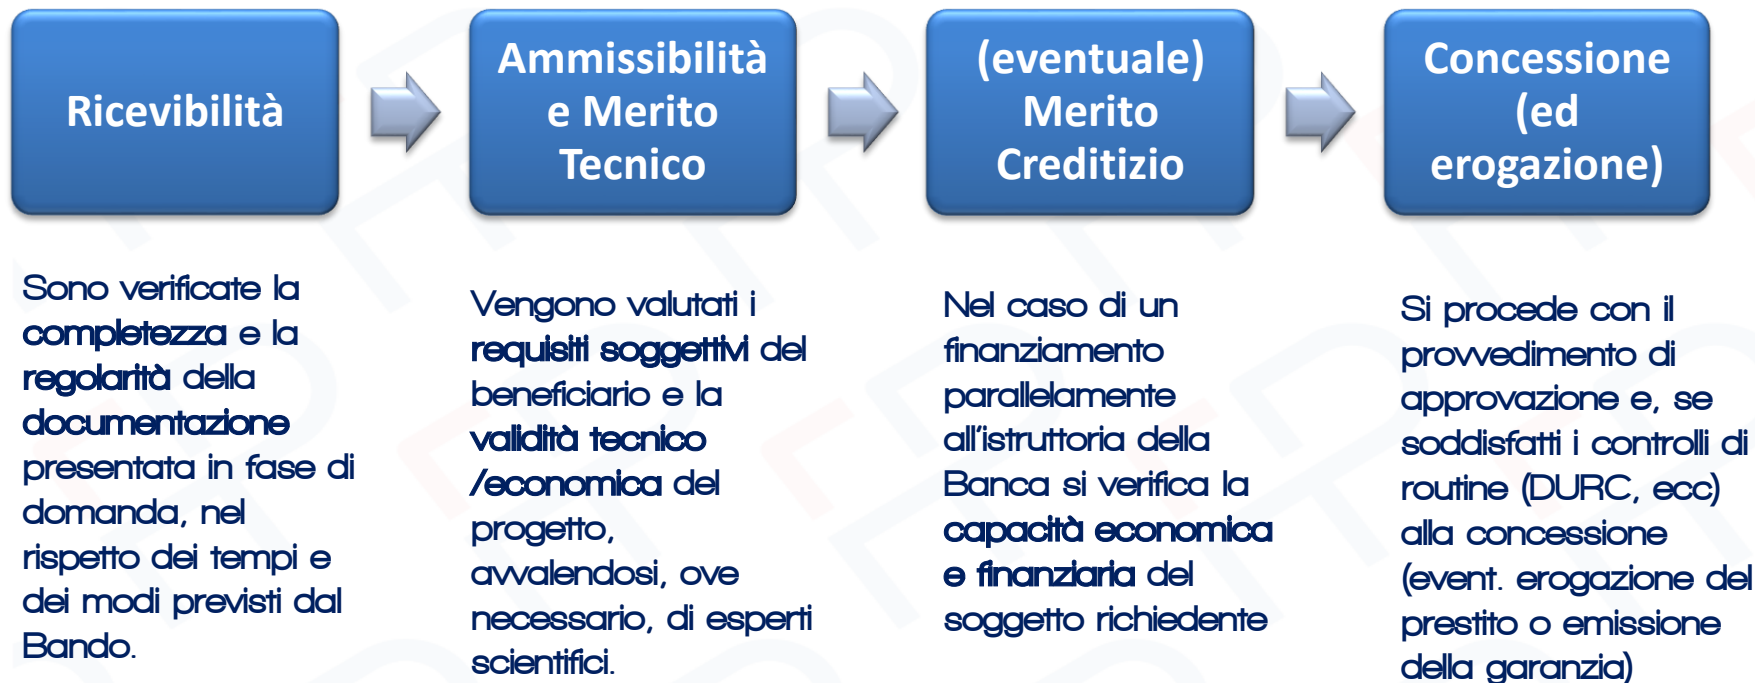 Ricevibilità
Ammissibilità
e Merito
Tecnico
(eventuale)
Merito
Creditizio
Concessione
(ed
erogazione)
Sono verificate la
completezza e la
regolarità della
documentazione
presentata in fase di
domanda, nel
rispetto dei tempi e
dei modi previsti dal
Bando.
Vengono valutati i
requisiti soggettivi del
beneficiario e la
validità tecnico
/economica del
progetto,
avvalendosi, ove
necessario, di esperti
scientifici.
Nel caso di un
finanziamento
parallelamente
all'istruttoria della
Banca si verifica la
capacità economica
e finanziaria del
soggetto richiedente
Si procede con il
provvedimento di
approvazione e, se
soddisfatti i controlli di
routine (DURC, ecc)
alla concessione
(event. erogazione del
prestito o emissione
della garanzia)